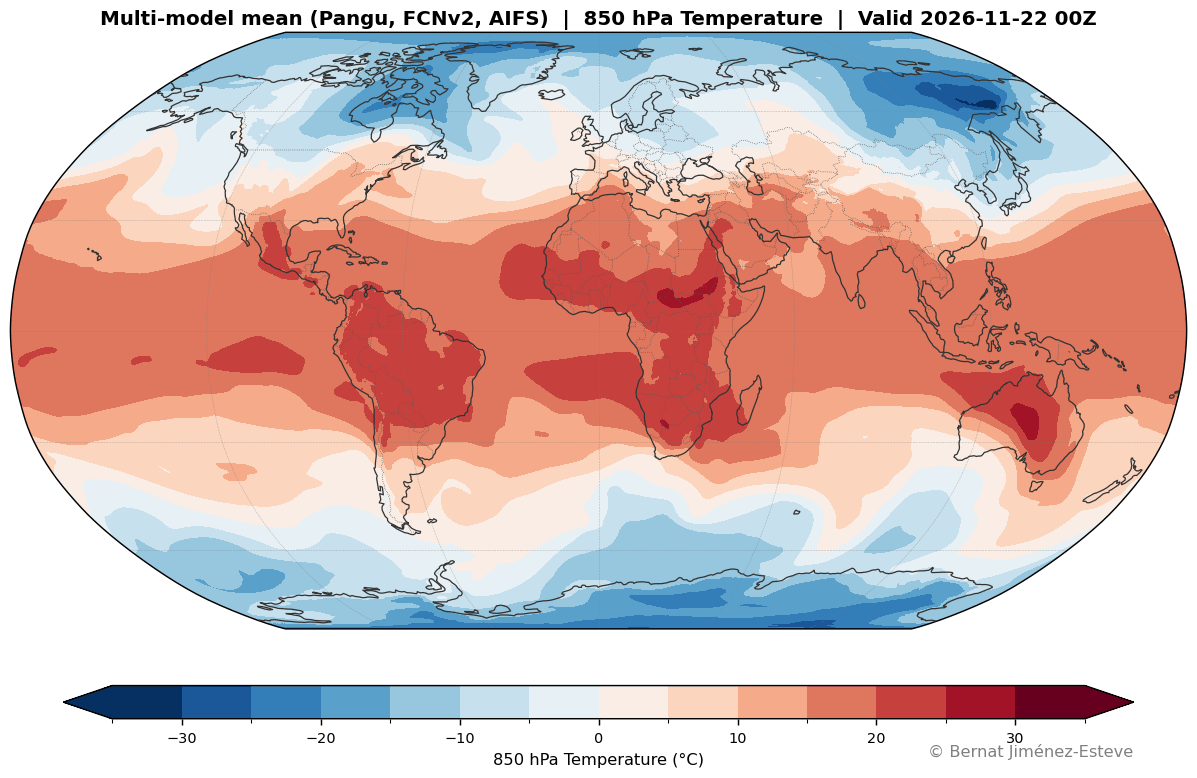 Multi-model mean (Pangu, FCNv2, AIFS) | 850 hPa Temperature | Valid 2026-11-22 00Z
−30 −20 −10 0 10 20 30
850 hPa Temperature (°C)
© Bernat Jiménez-Esteve